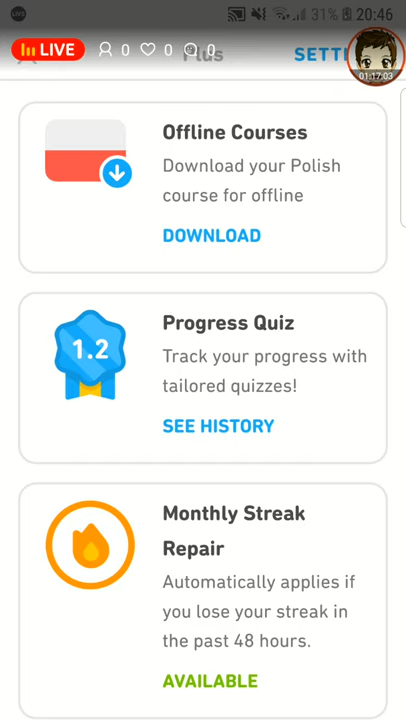 LIVE
31% 20:46
LIVE 0 0 0
Plus
SETTI
01:17:03
Offline Courses
Download your Polish
course for offline
DOWNLOAD
1.2
Progress Quiz
Track your progress with
tailored quizzes!
SEE HISTORY
Monthly Streak
Repair
Automatically applies if
you lose your streak in
the past 48 hours.
AVAILABLE